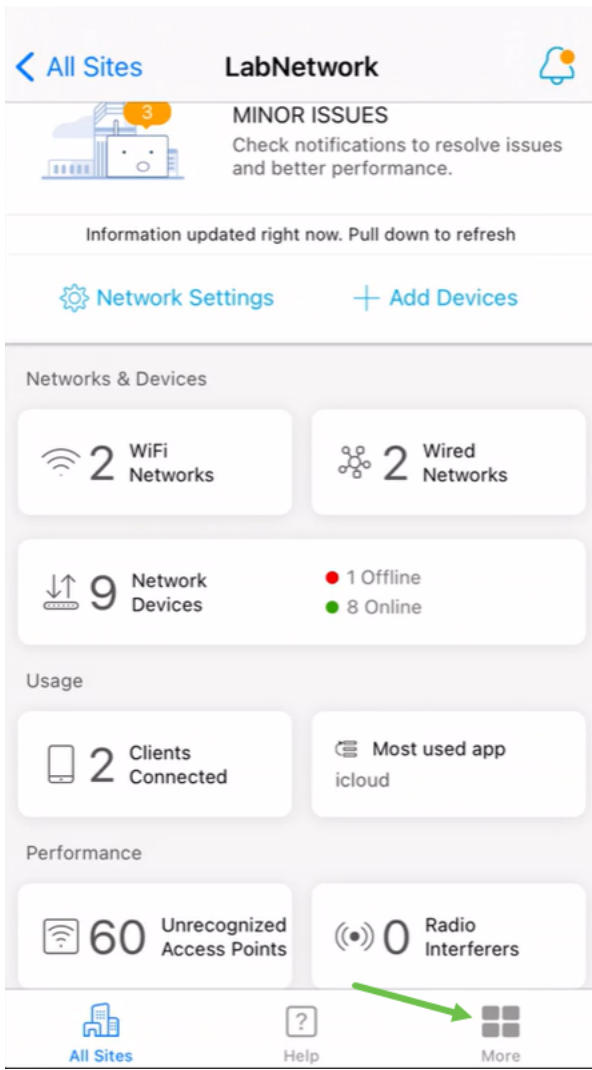 All Sites
LabNetwork
3
MINOR ISSUES
Check notifications to resolve issues
and better performance.
Information updated right now. Pull down to refresh
Network Settings
Add Devices
Networks & Devices
2
WiFi
Networks
2
Wired
Networks
9
Network
Devices
1 Offline
8 Online
Usage
2
Clients
Connected
Most used app
icloud
Performance
60
Unrecognized
Access Points
0
Radio
Interferers
All Sites
?
Help
More